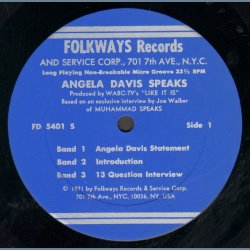 FOLKWAYS Records
AND SERVICE CORP., 701 7th AVE., N.Y.C.
Long Playing Non-Breakable Micro Groove 33⅓ RPM
ANGELA DAVIS SPEAKS
Produced by WABC-TV's "LIKE IT IS"
Based on an exclusive interview by Joe Walker
of MUHAMMAD SPEAKS
FD 5401 S Side 1
Band 1 Angela Davis Statement
Band 2 Introduction
Band 3 13 Question Interview
© 1971 by Folkways Records & Service Corp.
701 7th Ave., NYC, 10036, NY USA